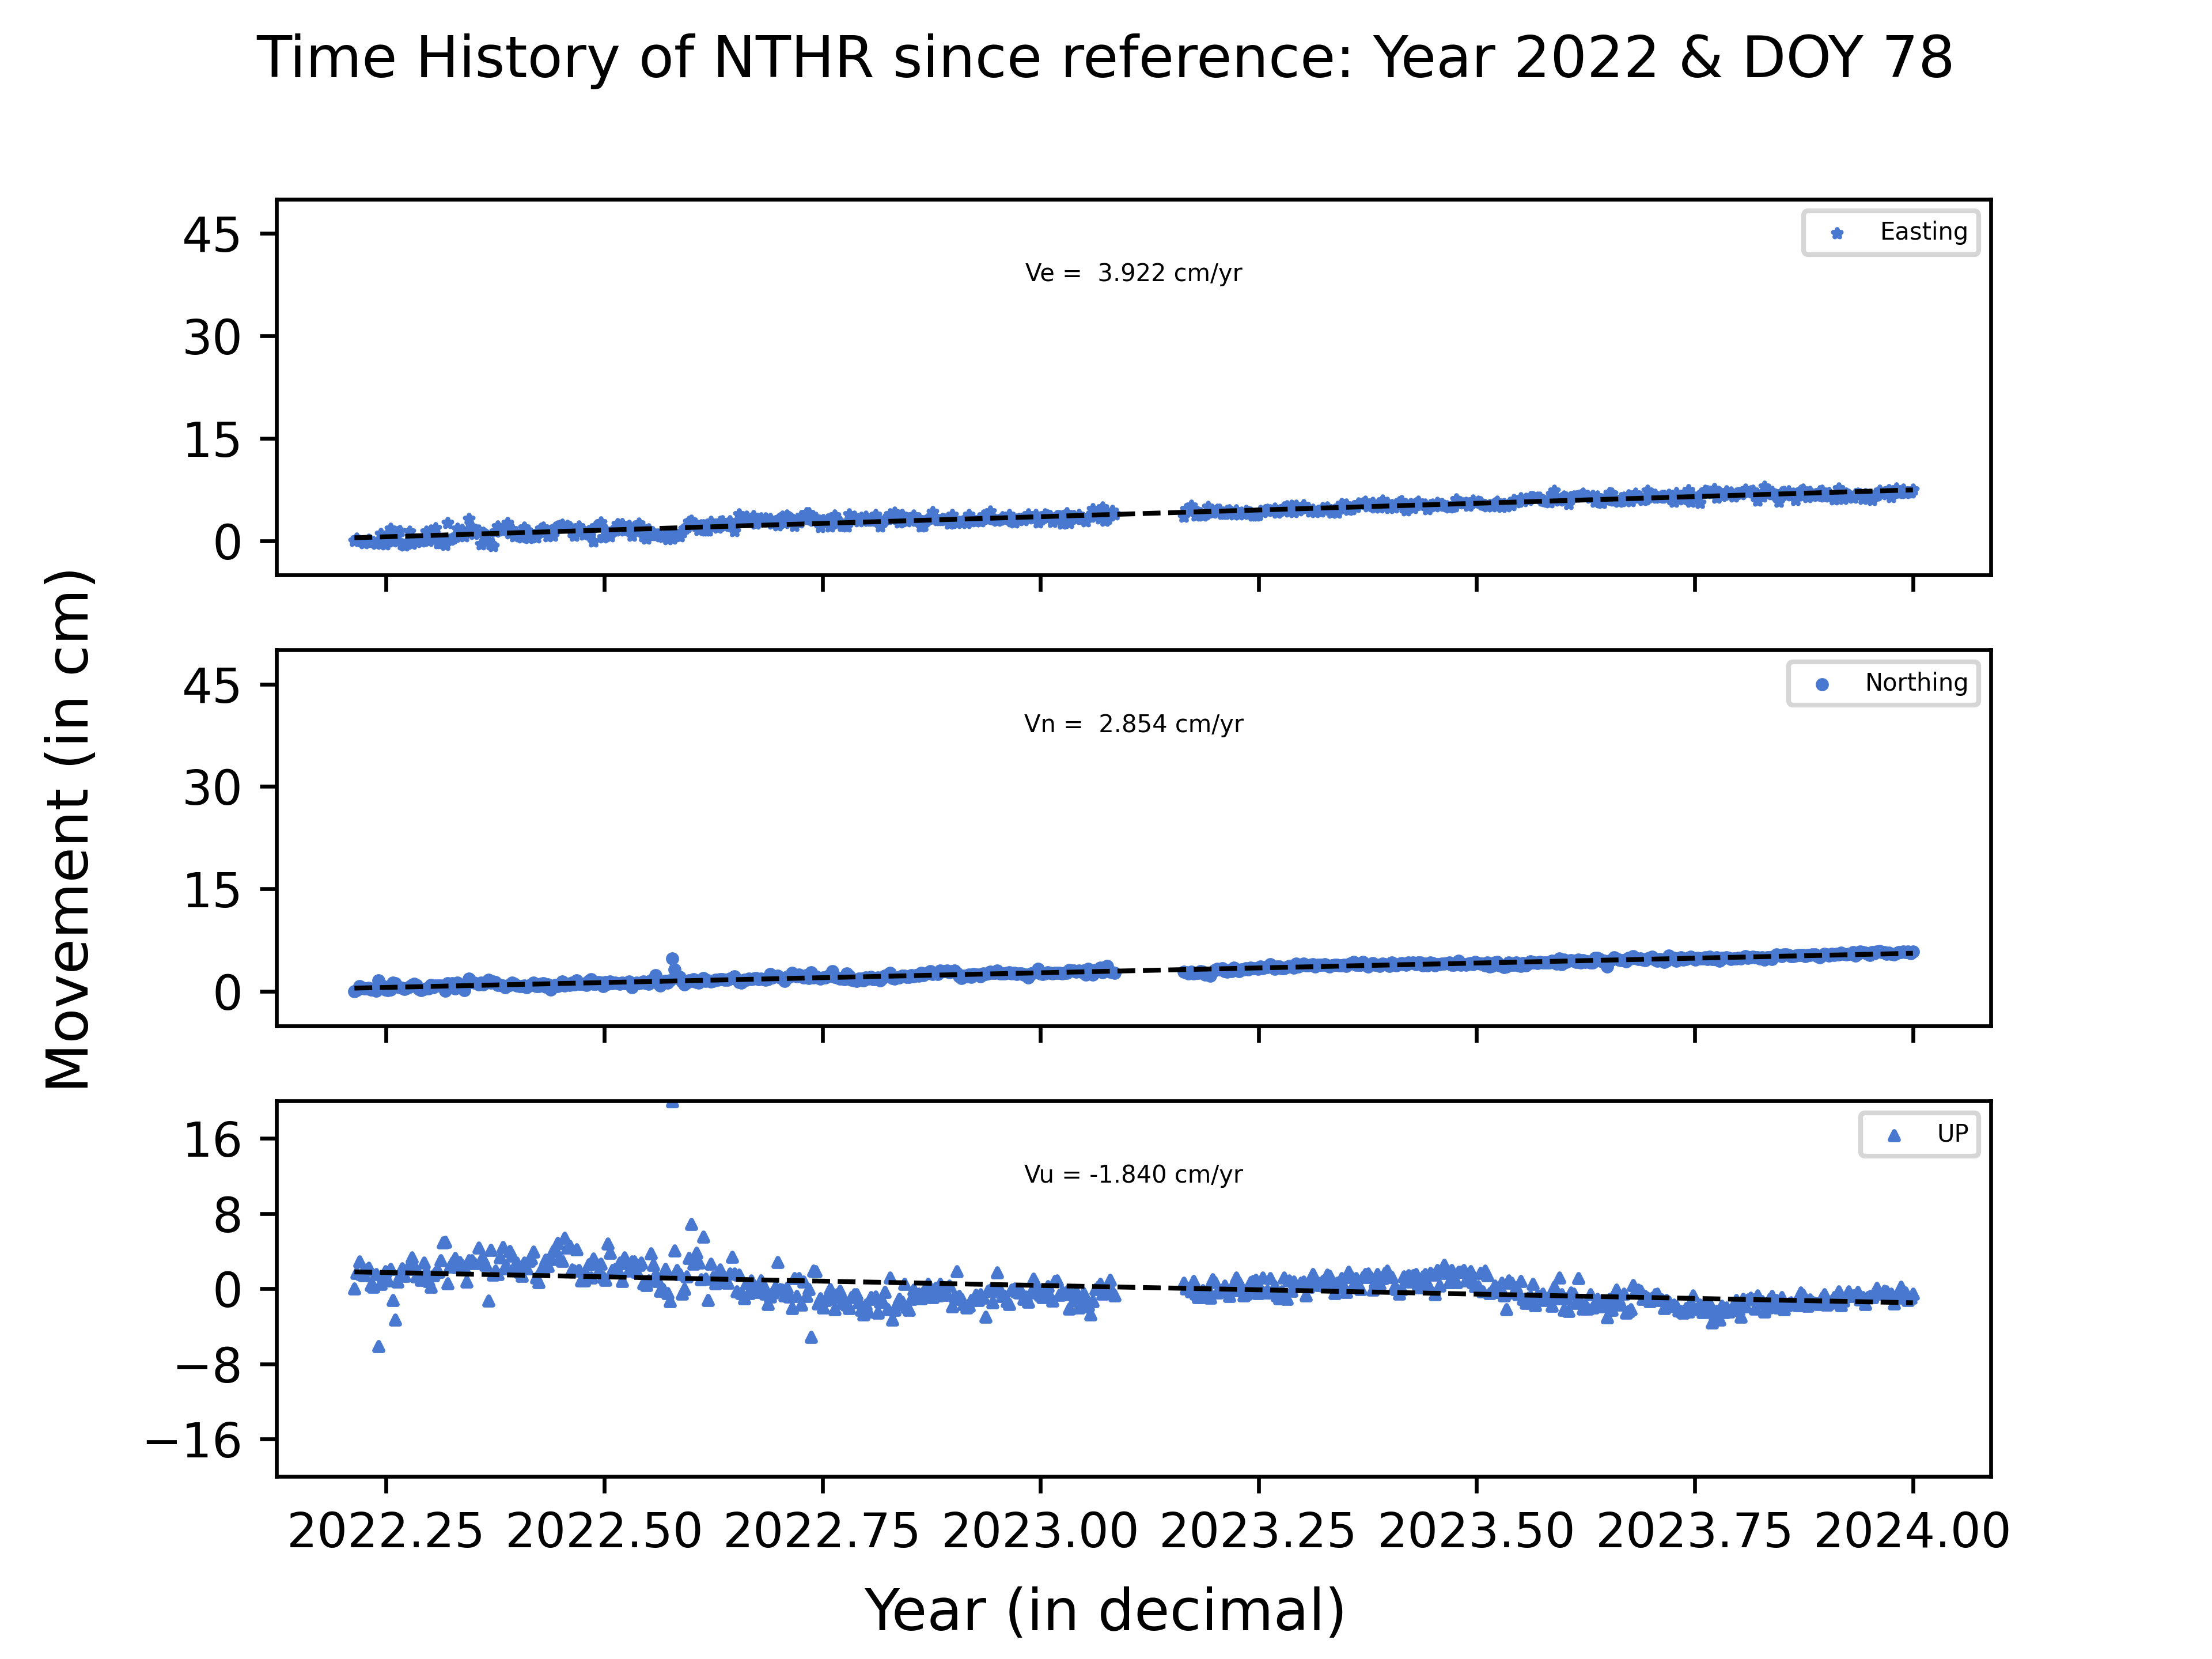 Time History of NTHR since reference: Year 2022 & DOY 78
45
30
15
0
Ve =  3.922 cm/yr
Easting
Movement (in cm)
45
30
15
0
Vn =  2.854 cm/yr
Northing
16
8
0
−8
−16
Vu = -1.840 cm/yr
UP
2022.25 2022.50 2022.75 2023.00 2023.25 2023.50 2023.75 2024.00
Year (in decimal)